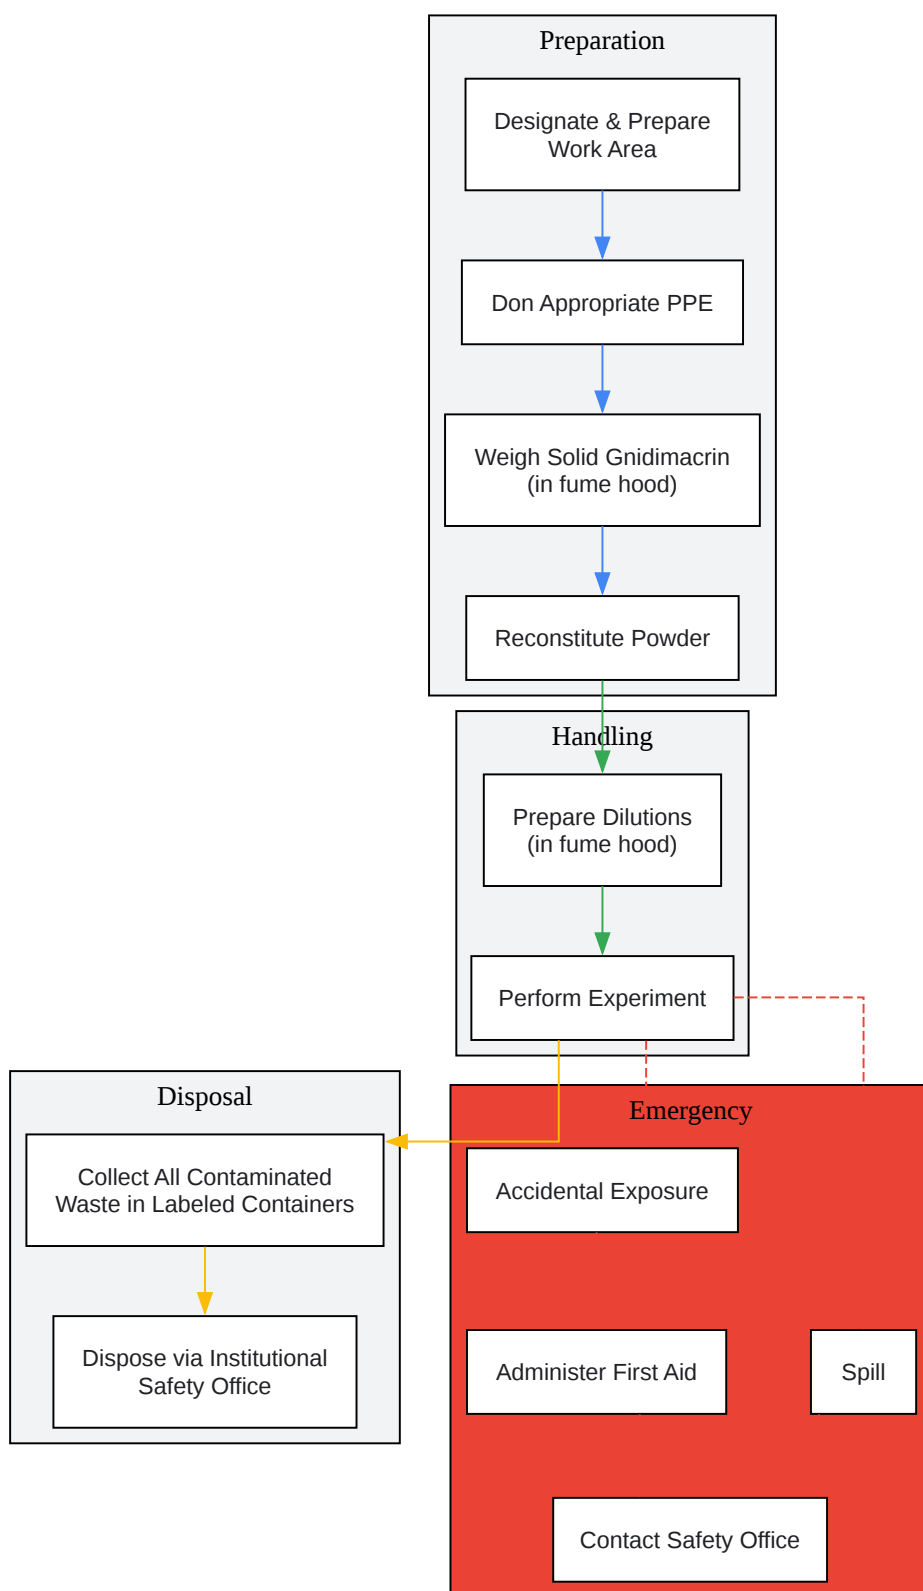 Preparation
Designate & Prepare
Work Area
Don Appropriate PPE
Weigh Solid Gnidimacrin
(in fume hood)
Reconstitute Powder
Handling
Prepare Dilutions
(in fume hood)
Perform Experiment
Disposal
Collect All Contaminated
Waste in Labeled Containers
Dispose via Institutional
Safety Office
Emergency
Accidental Exposure
Administer First Aid
Spill
Contact Safety Office